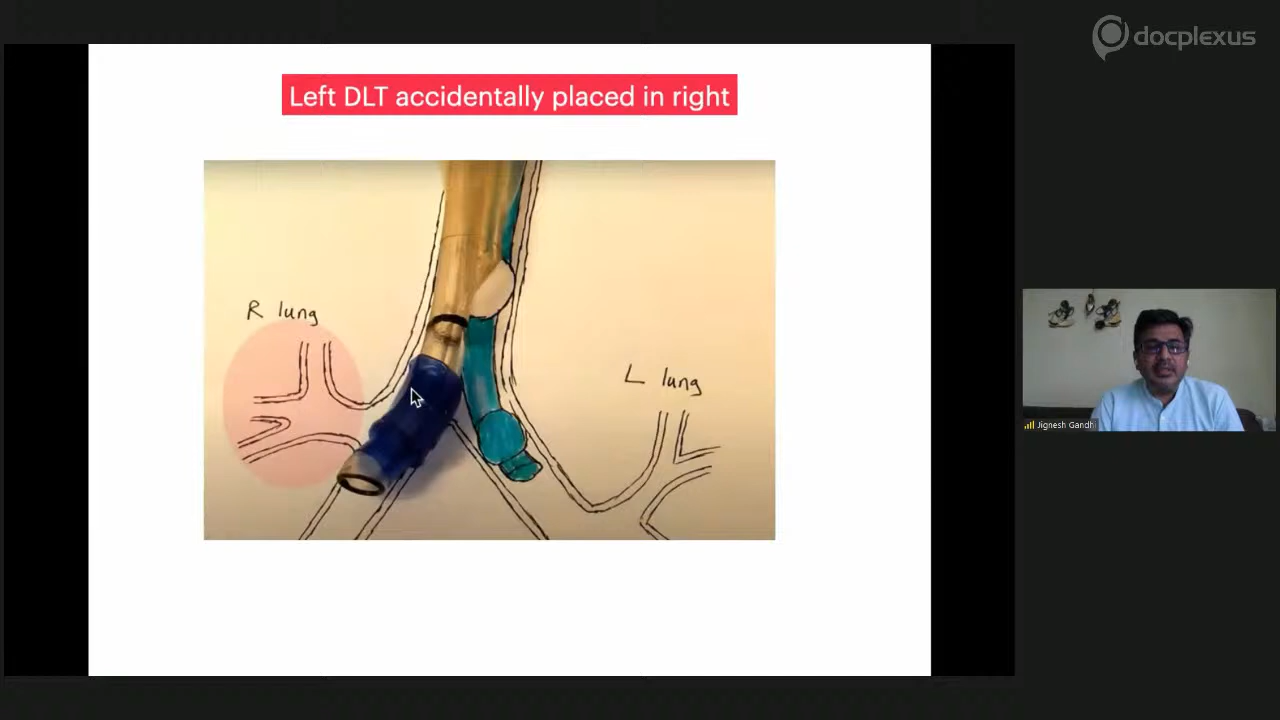 docplexus
Left DLT accidentally placed in right
R lung
L lung
Jignesh Gandhi